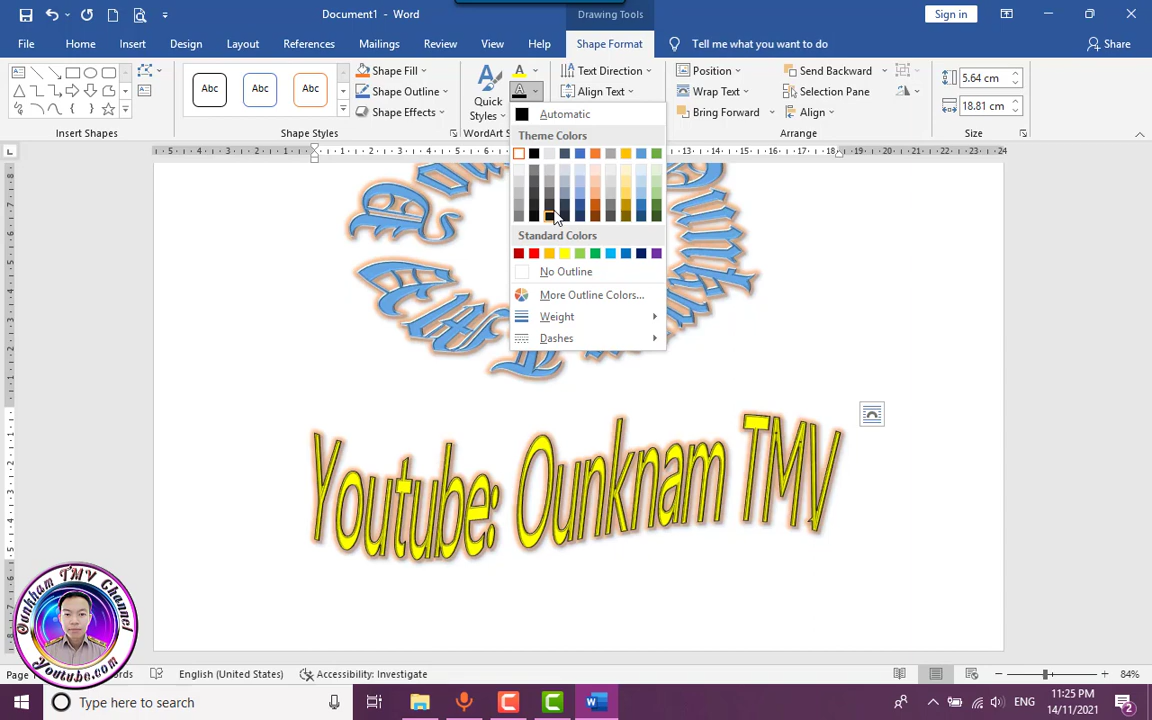 Document1 - Word
Drawing Tools
Sign in
File
Home
Insert
Design
Layout
References
Mailings
Review
View
Help
Shape Format
Tell me what you want to do
Share
Abc
Abc
Abc
Shape Fill
Shape Outline
Shape Effects
Quick
Styles
A
A
Text Direction
Align Text
Position
Wrap Text
Bring Forward
Send Backward
Selection Pane
Align
5.64 cm
18.81 cm
Insert Shapes
Shape Styles
WordArt S
Arrange
Size
Automatic
Theme Colors
Standard Colors
No Outline
More Outline Colors...
Weight
Dashes
Youtube: Ounknam TMV
Ounkham TMV Channel
Youtube.com
Page
rds
English (United States)
Accessibility: Investigate
84%
Type here to search
ENG
11:25 PM
14/11/2021
2